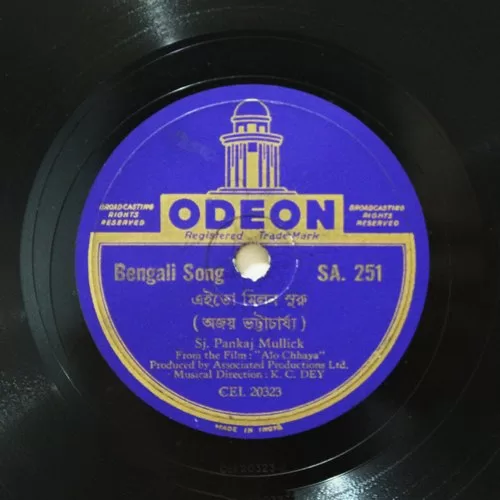 BROADCASTING
RIGHTS
RESERVED
ODEON
BROADCASTING
RIGHTS
RESERVED
Registered Trade Mark
Bengali Song SA. 251
এইতো মিলন সুরু
( অজয় ভট্টাচার্য্য )
Sj. Pankaj Mullick
From the Film: "Alo Chhaya"
Produced by Associated Productions Ltd.
Musical Direction: K. C. DEY
CEI. 20323
MADE IN INDIA
CEI 20323